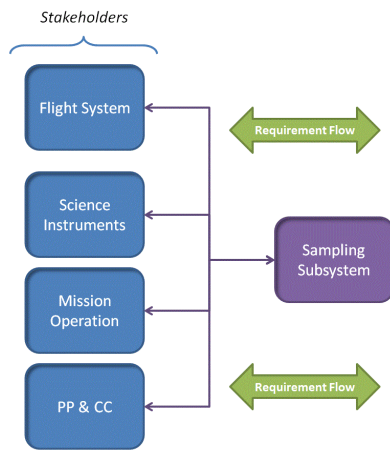 Stakeholders
Flight System
Requirement Flow
Science
Instruments
Sampling
Subsystem
Mission
Operation
PP & CC
Requirement Flow